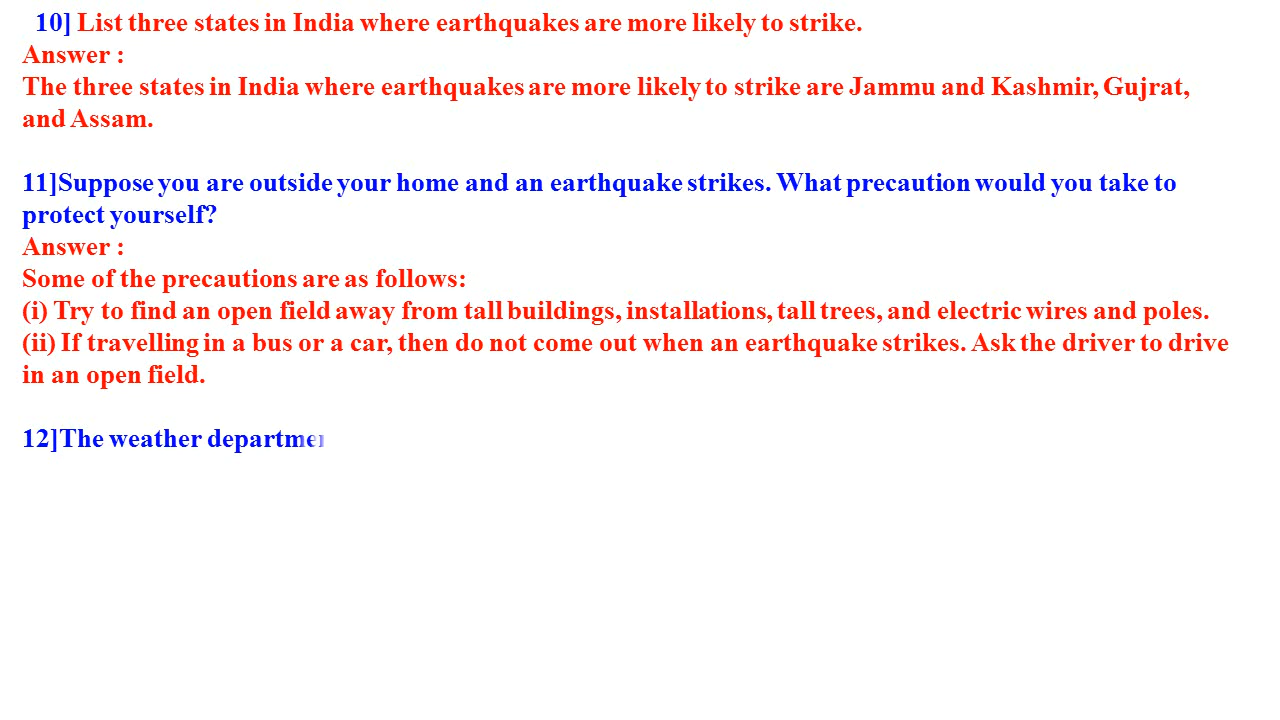 10] List three states in India where earthquakes are more likely to strike.
Answer :
The three states in India where earthquakes are more likely to strike are Jammu and Kashmir, Gujrat,
and Assam.
11]Suppose you are outside your home and an earthquake strikes. What precaution would you take to
protect yourself?
Answer :
Some of the precautions are as follows:
(i) Try to find an open field away from tall buildings, installations, tall trees, and electric wires and poles.
(ii) If travelling in a bus or a car, then do not come out when an earthquake strikes. Ask the driver to drive
in an open field.
12]The weather